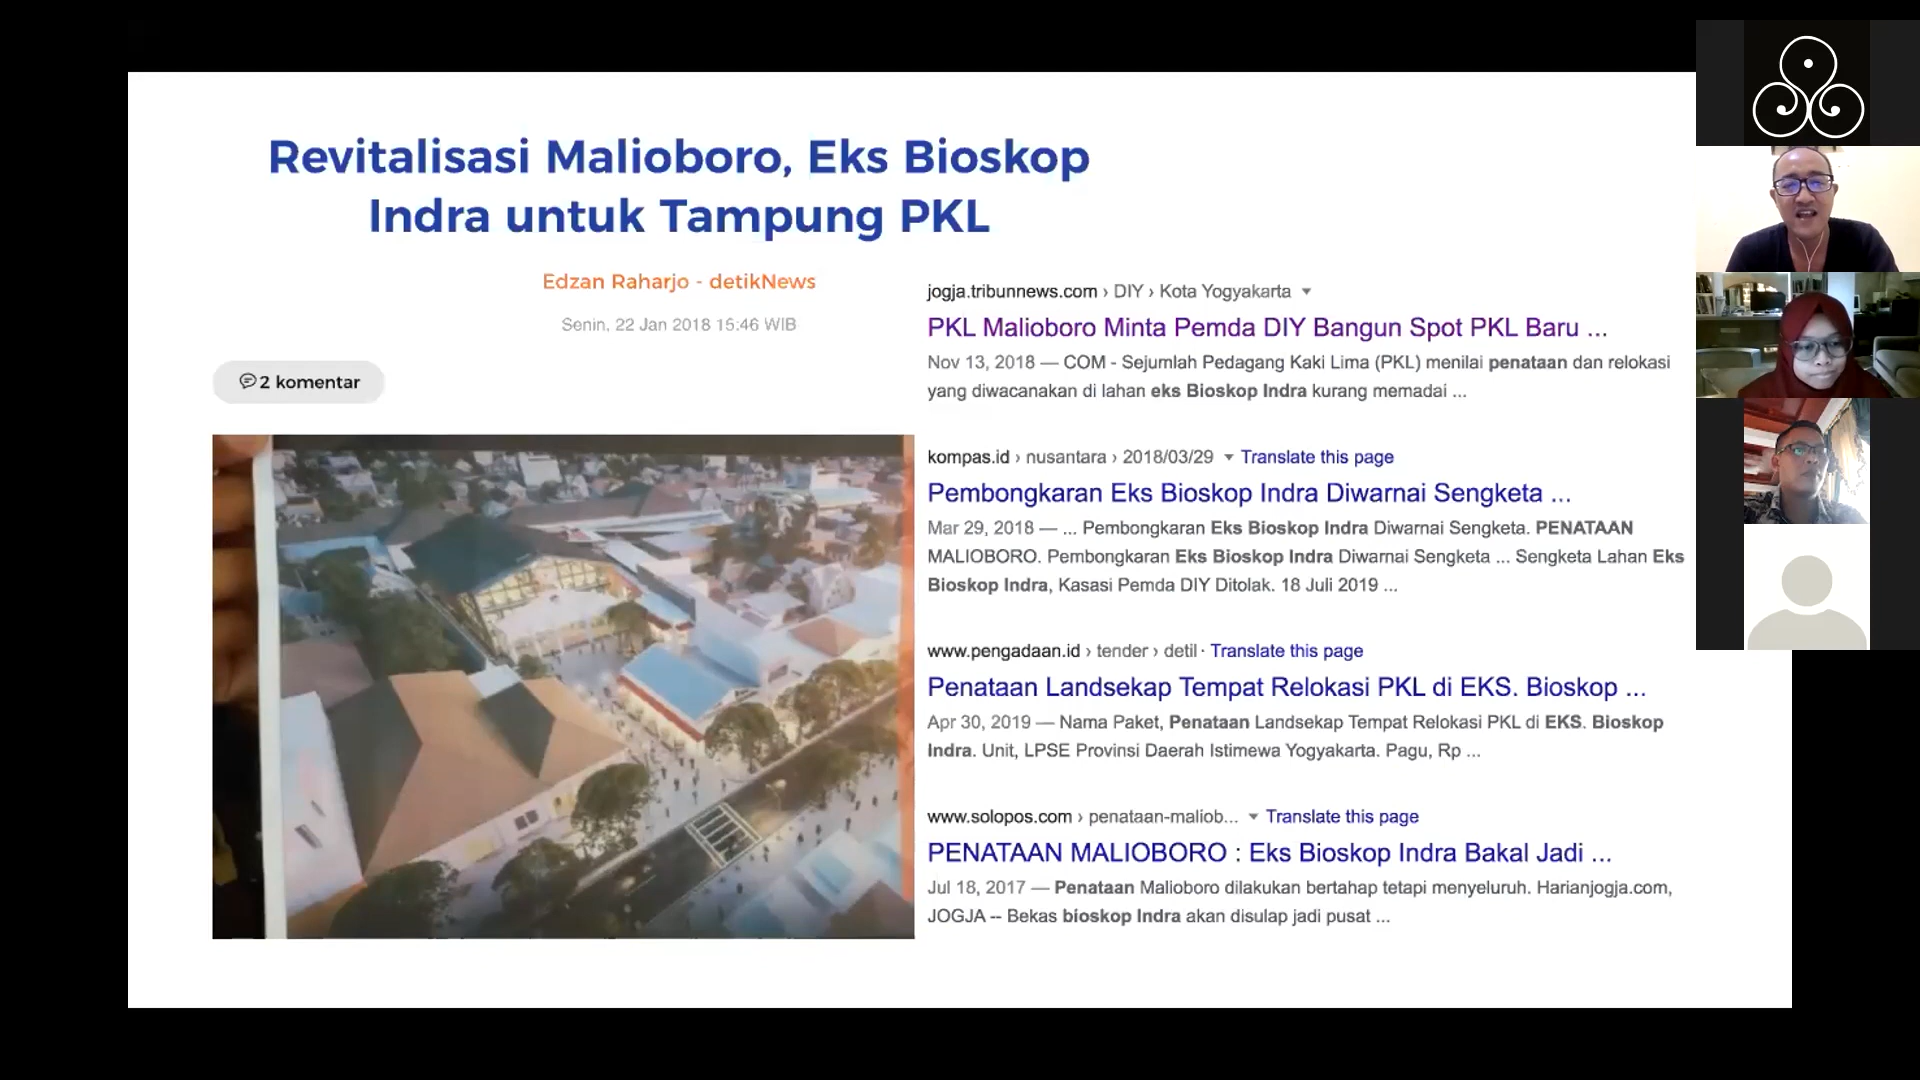 Revitalisasi Malioboro, Eks Bioskop
Indra untuk Tampung PKL
Edzan Raharjo - detikNews
Senin, 22 Jan 2018 15:46 WIB
2 komentar
jogja.tribunnews.com › DIY › Kota Yogyakarta
PKL Malioboro Minta Pemda DIY Bangun Spot PKL Baru ...
Nov 13, 2018 — COM - Sejumlah Pedagang Kaki Lima (PKL) menilai penataan dan relokasi
yang diwacanakan di lahan eks Bioskop Indra kurang memadai ...
kompas.id › nusantara › 2018/03/29 Translate this page
Pembongkaran Eks Bioskop Indra Diwarnai Sengketa ...
Mar 29, 2018 — ... Pembongkaran Eks Bioskop Indra Diwarnai Sengketa. PENATAAN
MALIOBORO. Pembongkaran Eks Bioskop Indra Diwarnai Sengketa ... Sengketa Lahan Eks
Bioskop Indra, Kasasi Pemda DIY Ditolak. 18 Juli 2019 ...
www.pengadaan.id › tender › detil · Translate this page
Penataan Landsekap Tempat Relokasi PKL di EKS. Bioskop ...
Apr 30, 2019 — Nama Paket, Penataan Landsekap Tempat Relokasi PKL di EKS. Bioskop
Indra. Unit, LPSE Provinsi Daerah Istimewa Yogyakarta. Pagu, Rp ...
www.solopos.com › penataan-maliob... Translate this page
PENATAAN MALIOBORO : Eks Bioskop Indra Bakal Jadi ...
Jul 18, 2017 — Penataan Malioboro dilakukan bertahap tetapi menyeluruh. Harianjogja.com,
JOGJA -- Bekas bioskop Indra akan disulap jadi pusat ...